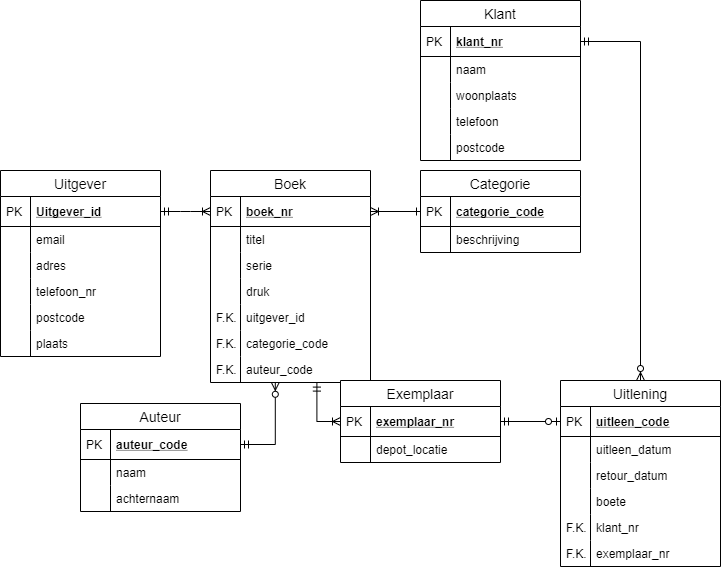 Klant
PK klant_nr
naam
woonplaats
telefoon
postcode
Uitgever
PK Uitgever_id
email
adres
telefoon_nr
postcode
plaats
Boek
PK boek_nr
titel
serie
druk
F.K. uitgever_id
F.K. categorie_code
F.K. auteur_code
Categorie
PK categorie_code
beschrijving
Auteur
PK auteur_code
naam
achternaam
Exemplaar
PK exemplaar_nr
depot_locatie
Uitlening
PK uitleen_code
uitleen_datum
retour_datum
boete
F.K. klant_nr
F.K. exemplaar_nr